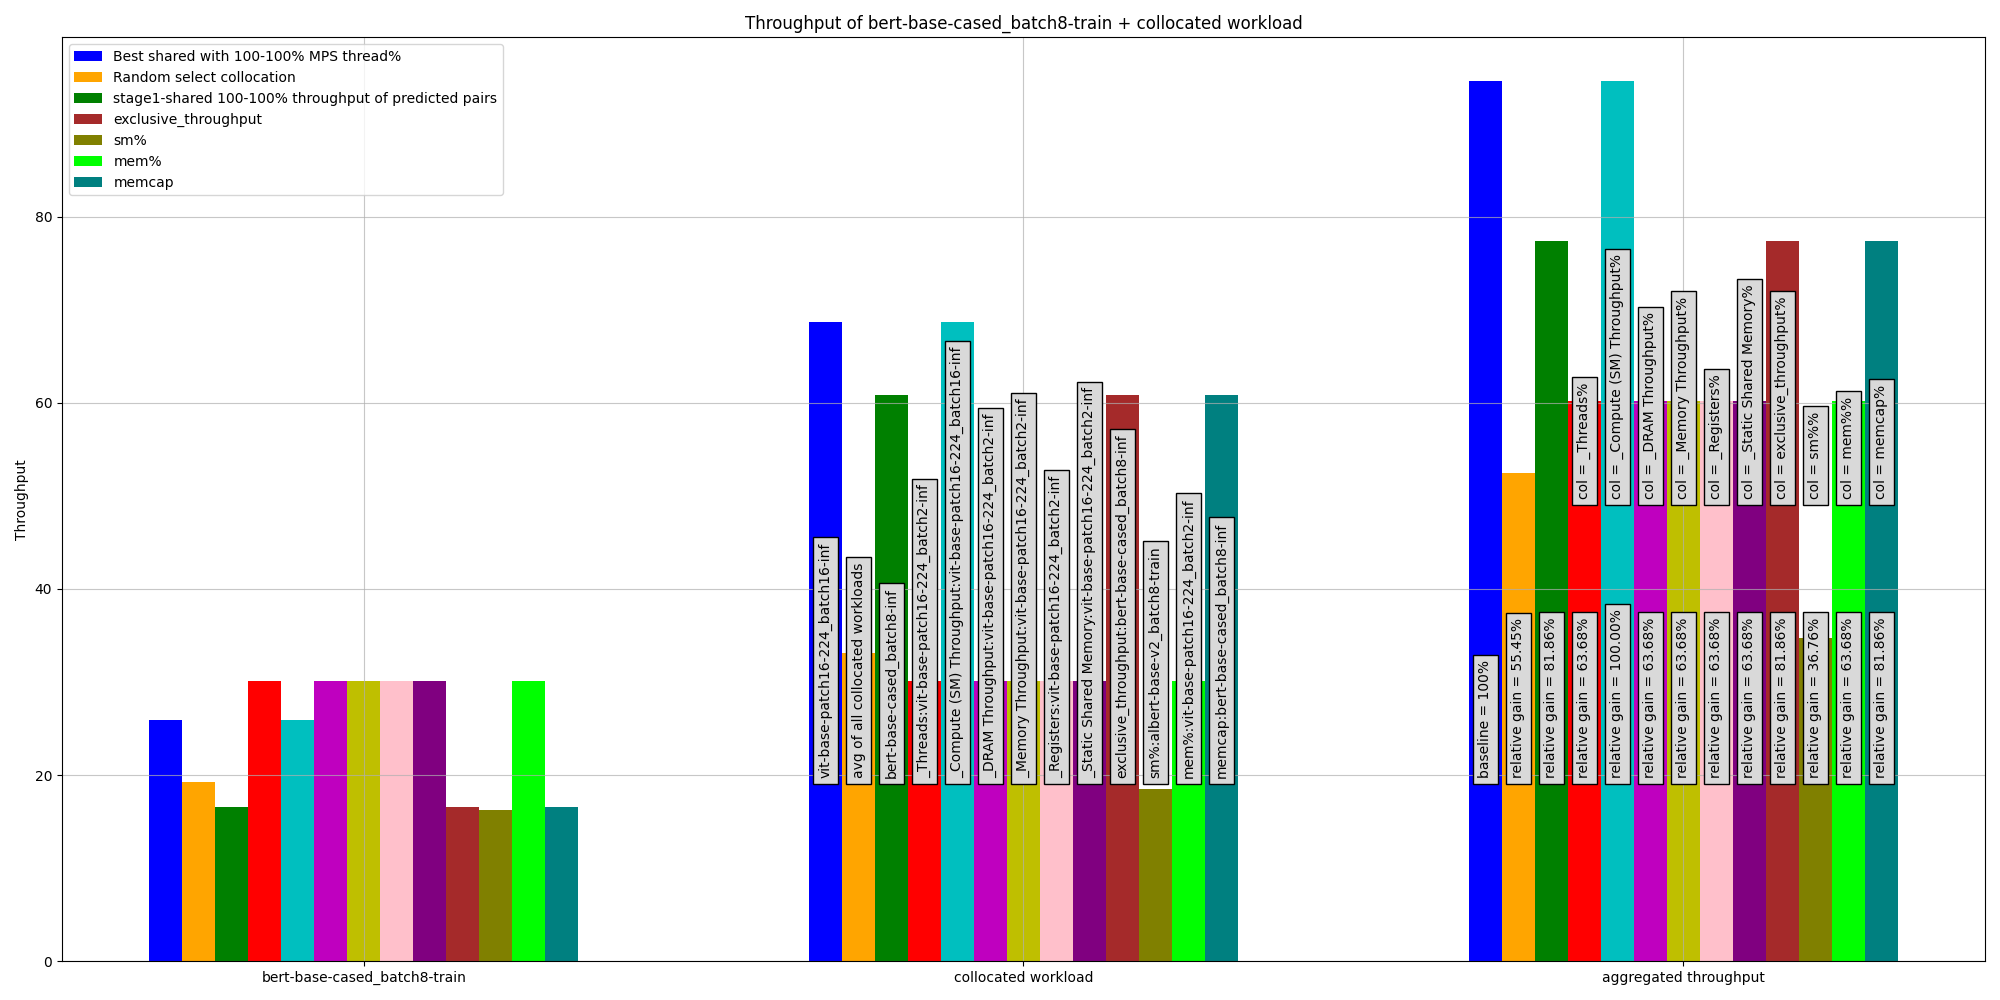 Throughput of bert-base-cased_batch8-train + collocated workload
Best shared with 100-100% MPS thread%
Random select collocation
stage1-shared 100-100% throughput of predicted pairs
exclusive_throughput
sm%
mem%
memcap
Throughput
80
60
40
20
0
vit-base-patch16-224_batch16-inf
avg of all collocated workloads
bert-base-cased_batch8-inf
_Threads:vit-base-patch16-224_batch2-inf
_Compute (SM) Throughput:vit-base-patch16-224_batch16-inf
_DRAM Throughput:vit-base-patch16-224_batch2-inf
_Memory Throughput:vit-base-patch16-224_batch2-inf
_Registers:vit-base-patch16-224_batch2-inf
_Static Shared Memory:vit-base-patch16-224_batch2-inf
exclusive_throughput:bert-base-cased_batch8-inf
sm%:albert-base-v2_batch8-train
mem%:vit-base-patch16-224_batch2-inf
memcap:bert-base-cased_batch8-inf
col = _Threads%
col = _Compute (SM) Throughput%
col = _DRAM Throughput%
col = _Memory Throughput%
col = _Registers%
col = _Static Shared Memory%
col = exclusive_throughput%
col = sm%%
col = mem%%
col = memcap%
baseline = 100%
relative gain = 55.45%
relative gain = 81.86%
relative gain = 63.68%
relative gain = 100.00%
relative gain = 63.68%
relative gain = 63.68%
relative gain = 63.68%
relative gain = 63.68%
relative gain = 81.86%
relative gain = 36.76%
relative gain = 63.68%
relative gain = 81.86%
bert-base-cased_batch8-train
collocated workload
aggregated throughput